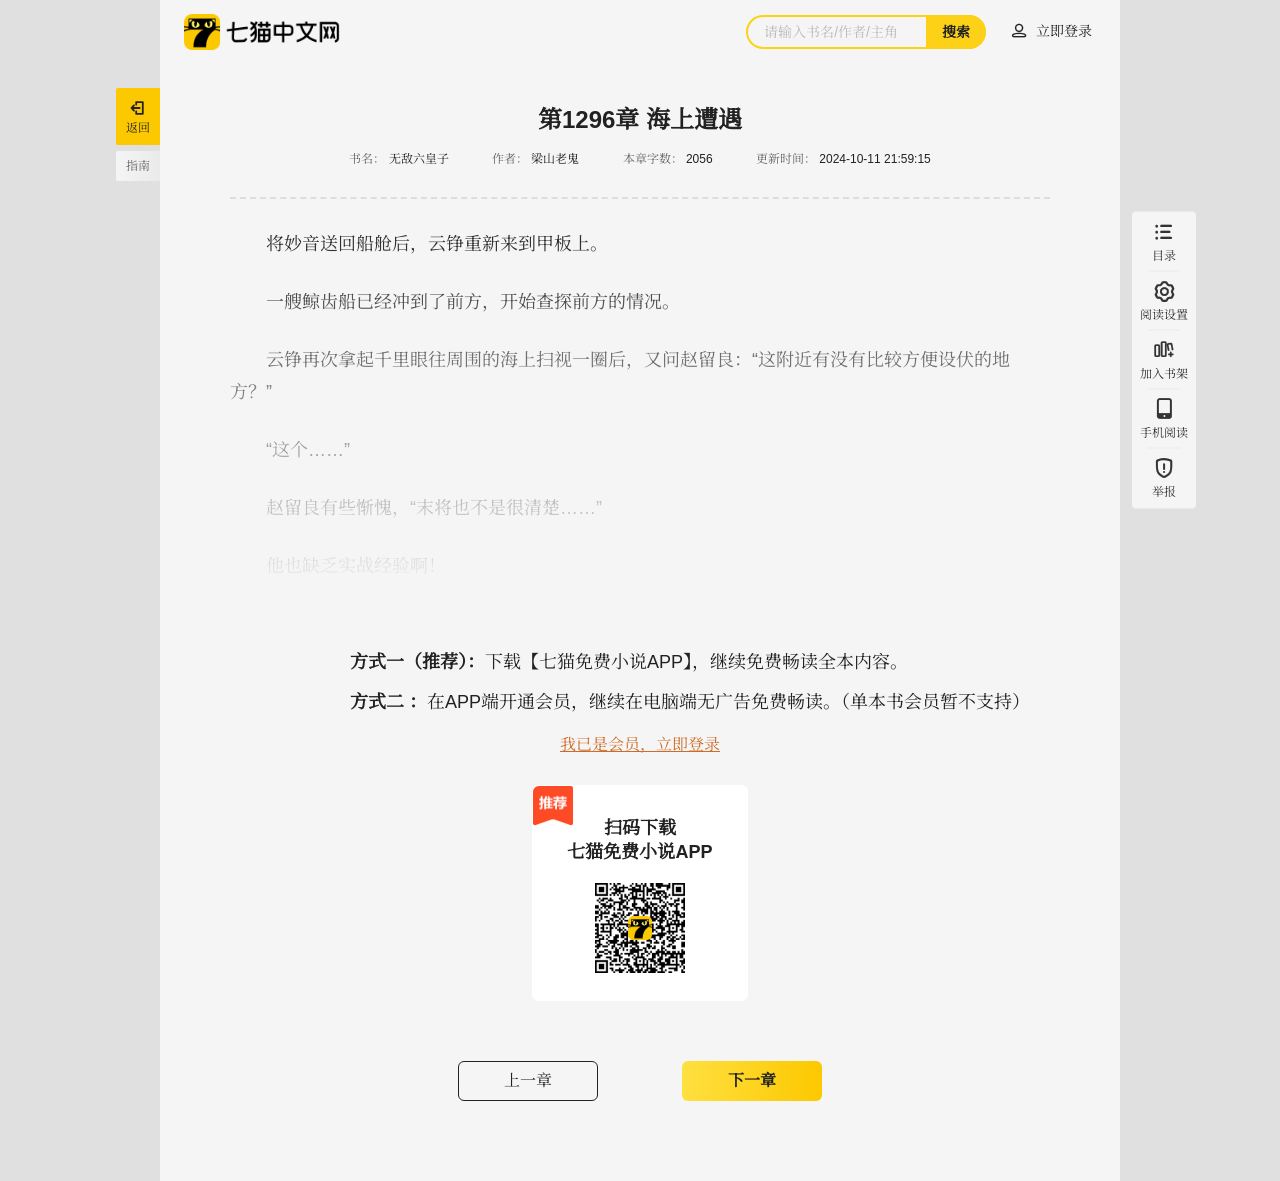 七猫中文网
请输入书名/作者/主角
搜索
立即登录
返回
指南
第1296章 海上遭遇
书名： 无敌六皇子 作者： 梁山老鬼 本章字数： 2056 更新时间： 2024-10-11 21:59:15
将妙音送回船舱后，云铮重新来到甲板上。
一艘鲸齿船已经冲到了前方，开始查探前方的情况。
云铮再次拿起千里眼往周围的海上扫视一圈后，又问赵留良：“这附近有没有比较方便设伏的地
方？”
“这个……”
赵留良有些惭愧，“末将也不是很清楚……”
他也缺乏实战经验啊！
目录
阅读设置
加入书架
手机阅读
举报
方式一（推荐）：下载【七猫免费小说APP】，继续免费畅读全本内容。
方式二 ：在APP端开通会员，继续在电脑端无广告免费畅读。（单本书会员暂不支持）
我已是会员，立即登录
推荐
扫码下载
七猫免费小说APP
上一章
下一章